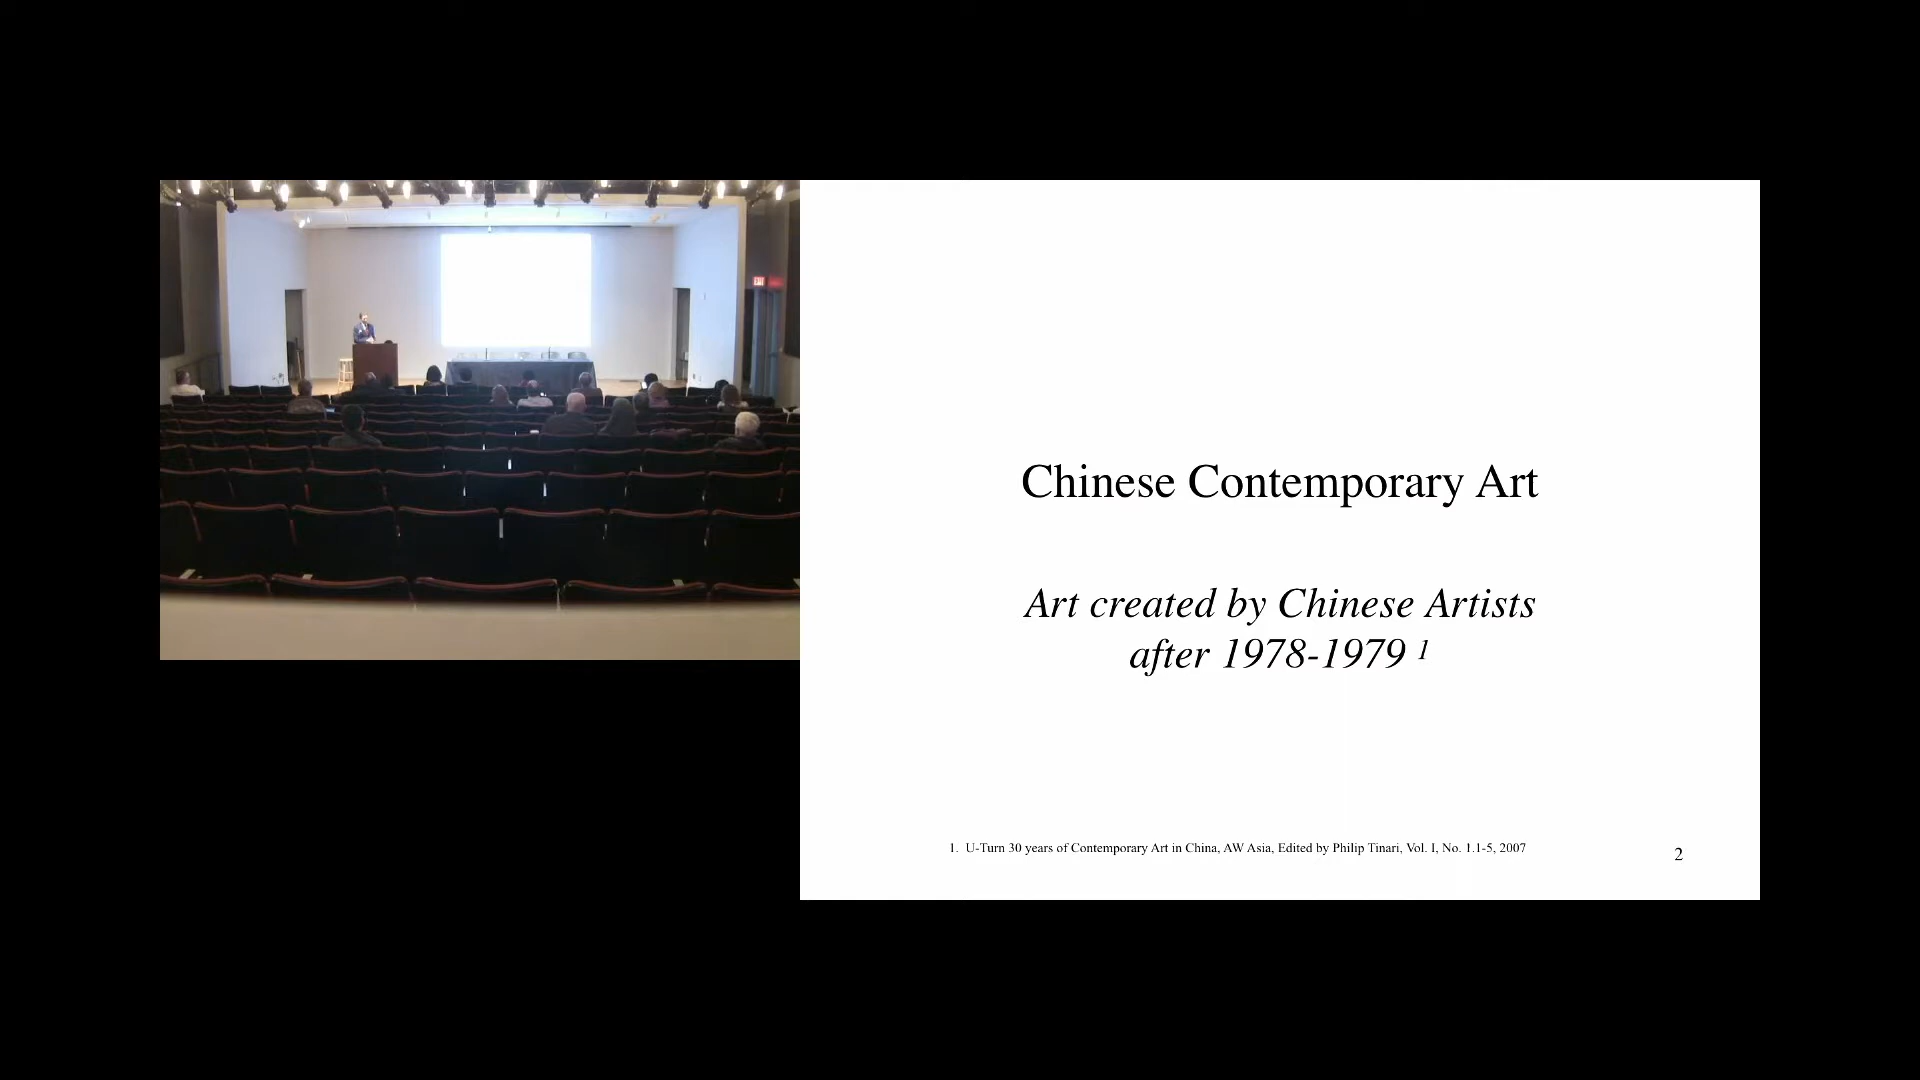 Chinese Contemporary Art
Art created by Chinese Artists
after 1978-1979 1
1. U-Turn 30 years of Contemporary Art in China, AW Asia, Edited by Philip Tinari, Vol. I, No. 1.1-5, 2007
2